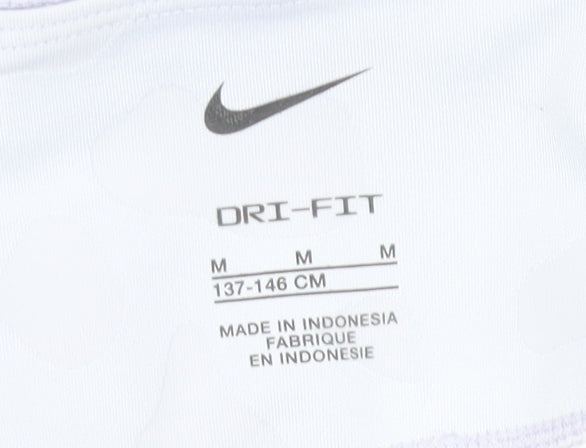 DRI-FIT
M M M
137-146 CM
MADE IN INDONESIA
FABRIQUE
EN INDONESIE